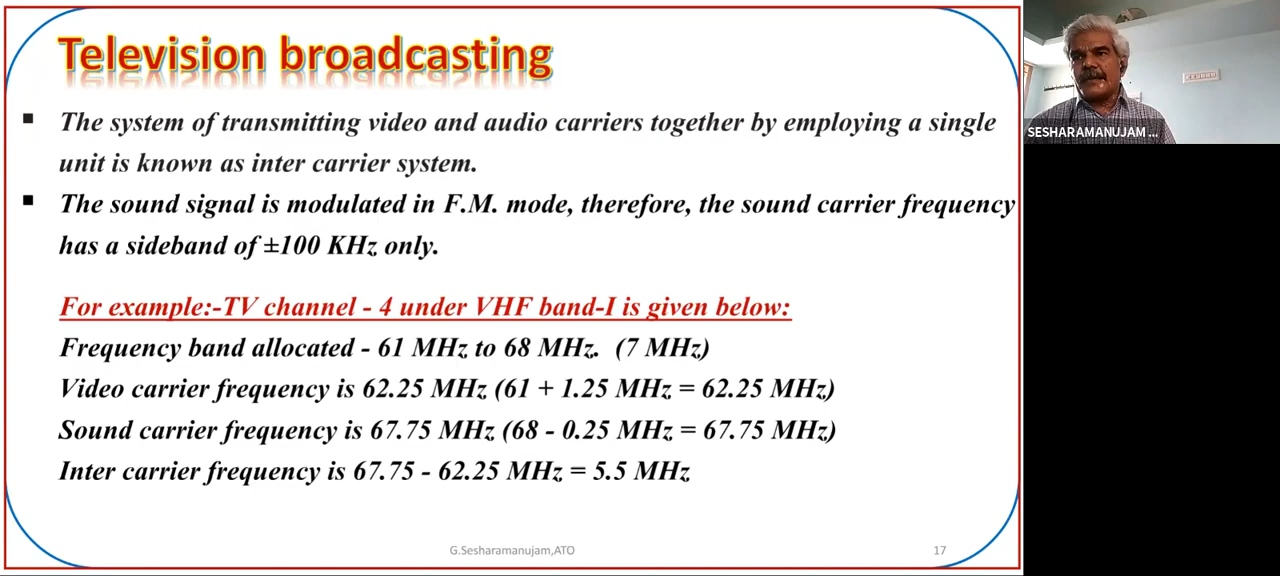 Television broadcasting
▪ The system of transmitting video and audio carriers together by employing a single
unit is known as inter carrier system.
▪ The sound signal is modulated in F.M. mode, therefore, the sound carrier frequency
has a sideband of ±100 KHz only.
For example:-TV channel - 4 under VHF band-I is given below:
Frequency band allocated - 61 MHz to 68 MHz. (7 MHz)
Video carrier frequency is 62.25 MHz (61 + 1.25 MHz = 62.25 MHz)
Sound carrier frequency is 67.75 MHz (68 - 0.25 MHz = 67.75 MHz)
Inter carrier frequency is 67.75 - 62.25 MHz = 5.5 MHz
G.Sesharamanujam,ATO
17
SESHARAMANUJAM ...